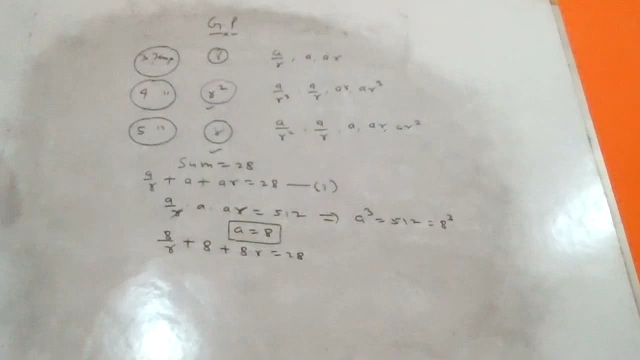 G.P
3 Term r a/r, a, ar
4 " r² a/r³, a/r, ar, ar³
5 " r a/r², a/r, a, ar, ar²
Sum = 28
a/r + a + ar = 28 —(1)
a/r · a · ar = 512 ⇒ a³ = 512 = 8³
a = 8
8/r + 8 + 8r = 28